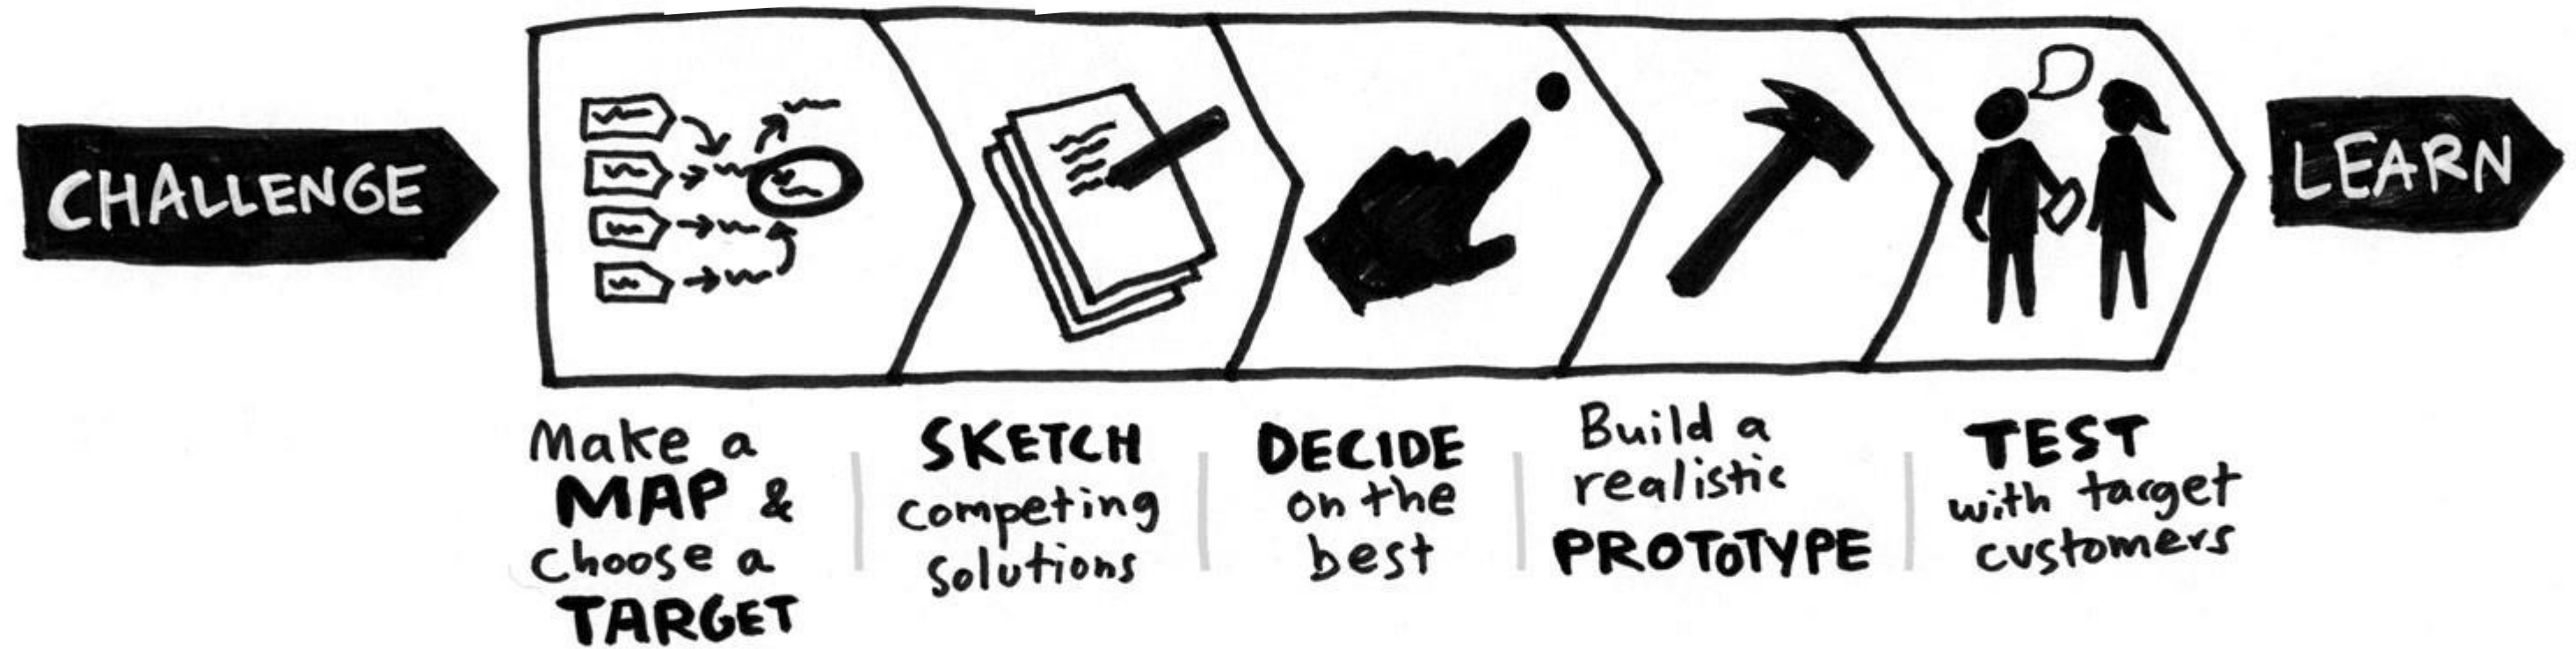 CHALLENGE
Make a
MAP &
choose a
TARGET
SKETCH
competing
solutions
DECIDE
on the
best
Build a
realistic
PROTOTYPE
TEST
with target
customers
LEARN